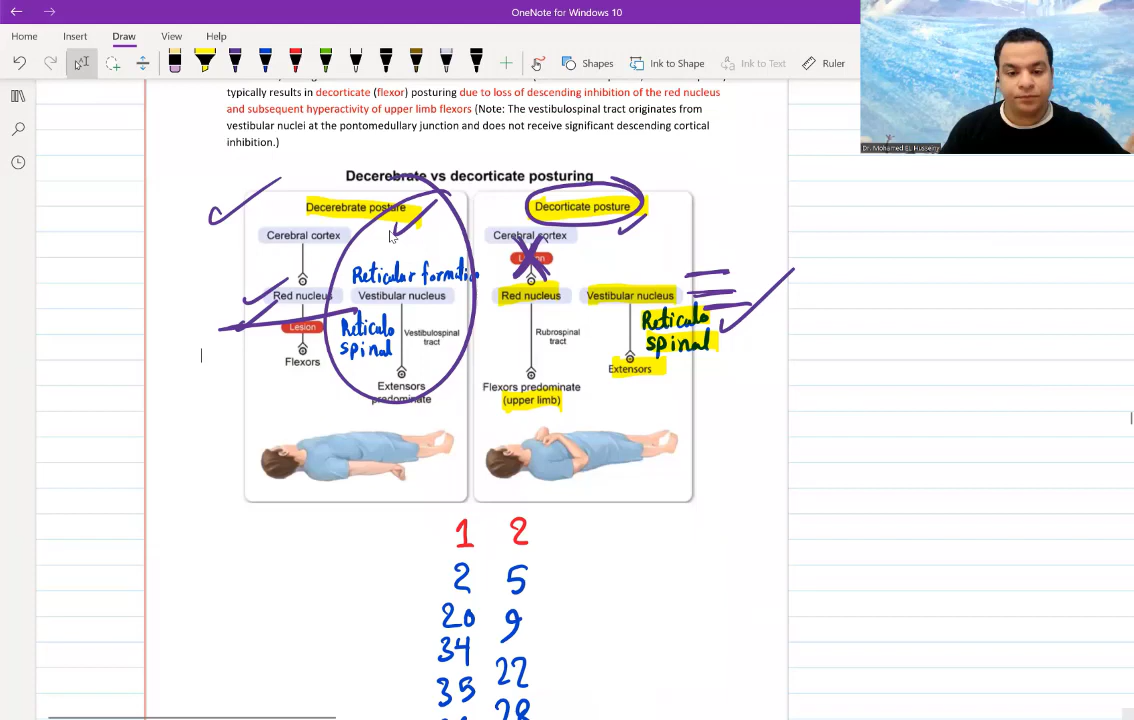 OneNote for Windows 10
Home Insert Draw View Help
Shapes Ink to Shape Ink to Text Ruler
typically results in decorticate (flexor) posturing due to loss of descending inhibition of the red nucleus
and subsequent hyperactivity of upper limb flexors (Note: The vestibulospinal tract originates from
vestibular nuclei at the pontomedullary junction and does not receive significant descending cortical
inhibition.)
Dr. Mohamed EL Husseiny
Decerebrate vs decorticate posturing
Decerebrate posture
Cerebral cortex
Reticular formatio
Red nucleus
Vestibular nucleus
Lesion
Reticulo
spinal
Vestibulospinal
tract
Flexors
Extensors
predominate
Decorticate posture
Cerebral cortex
Lesion
Red nucleus
Vestibular nucleus
Rubrospinal
tract
Reticulo
spinal
Extensors
Flexors predominate
(upper limb)
1 2
2 5
20 9
34 22
35 28